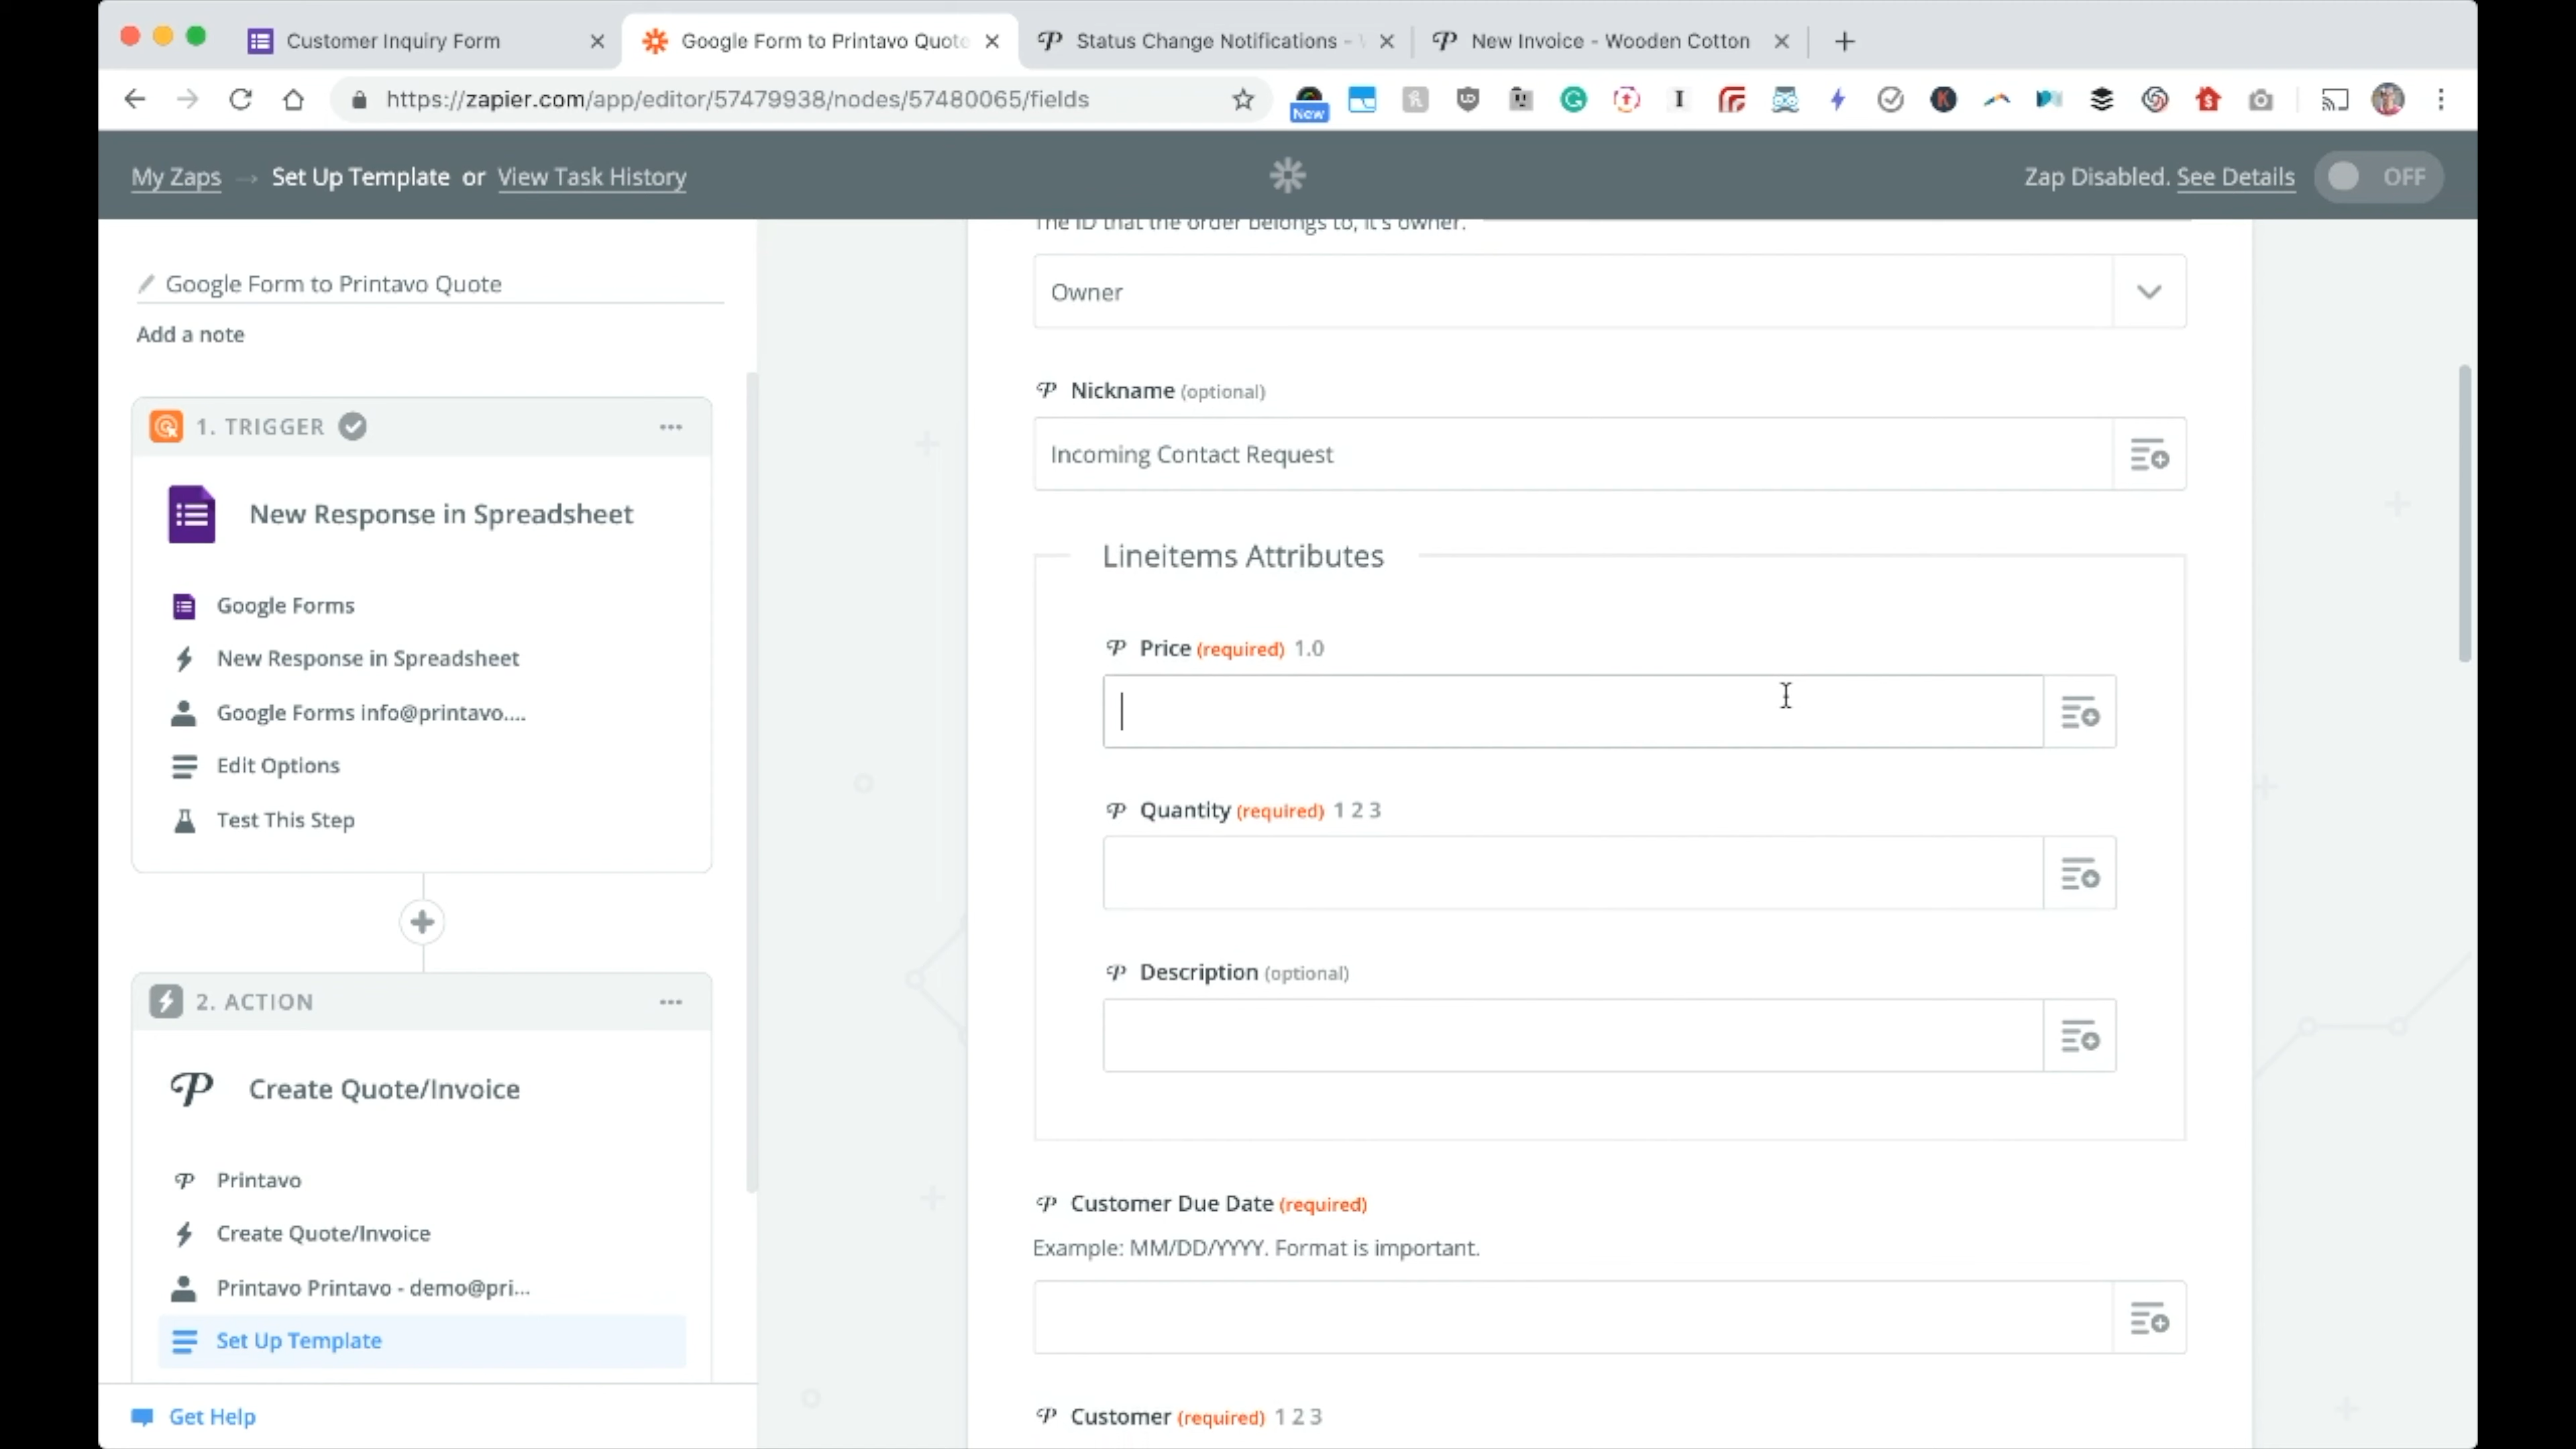 Customer Inquiry Form
Google Form to Printavo Quote
Status Change Notifications -
New Invoice - Wooden Cotton
https://zapier.com/app/editor/57479938/nodes/57480065/fields
New
My Zaps → Set Up Template or View Task History
Zap Disabled. See Details
OFF
Google Form to Printavo Quote
Add a note
1. TRIGGER
New Response in Spreadsheet
Google Forms
New Response in Spreadsheet
Google Forms info@printavo....
Edit Options
Test This Step
2. ACTION
Create Quote/Invoice
Printavo
Create Quote/Invoice
Printavo Printavo - demo@pri...
Set Up Template
Get Help
The ID that the order belongs to, it's owner.
Owner
Nickname (optional)
Incoming Contact Request
Lineitems Attributes
Price (required) 1.0
Quantity (required) 1 2 3
Description (optional)
Customer Due Date (required)
Example: MM/DD/YYYY. Format is important.
Customer (required) 1 2 3